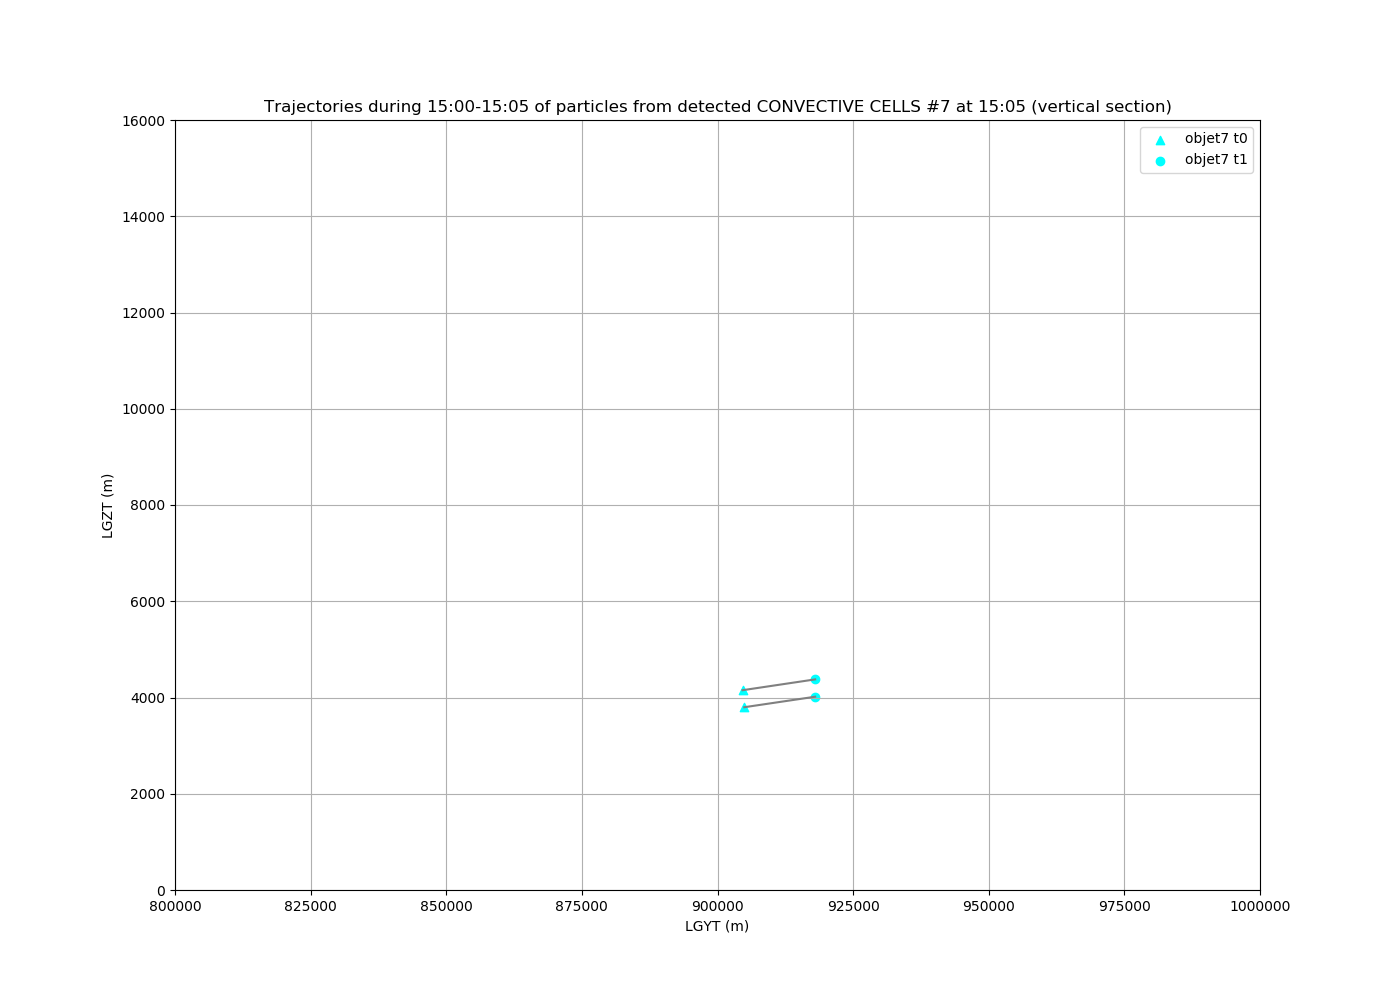 Trajectories during 15:00-15:05 of particles from detected CONVECTIVE CELLS #7 at 15:05 (vertical section)
objet7 t0
objet7 t1
16000
14000
12000
10000
8000
6000
4000
2000
0
LGZT (m)
800000 825000 850000 875000 900000 925000 950000 975000 1000000
LGYT (m)